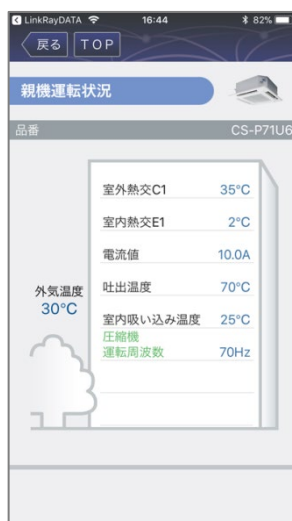 LinkRayDATA 16:44 82%
戻る TOP
親機運転状況
品番 CS-P71U6
室外熱交C1 35℃
室内熱交E1 2℃
電流値 10.0A
外気温度
30℃
吐出温度 70℃
室内吸い込み温度 25℃
圧縮機
運転周波数 70Hz